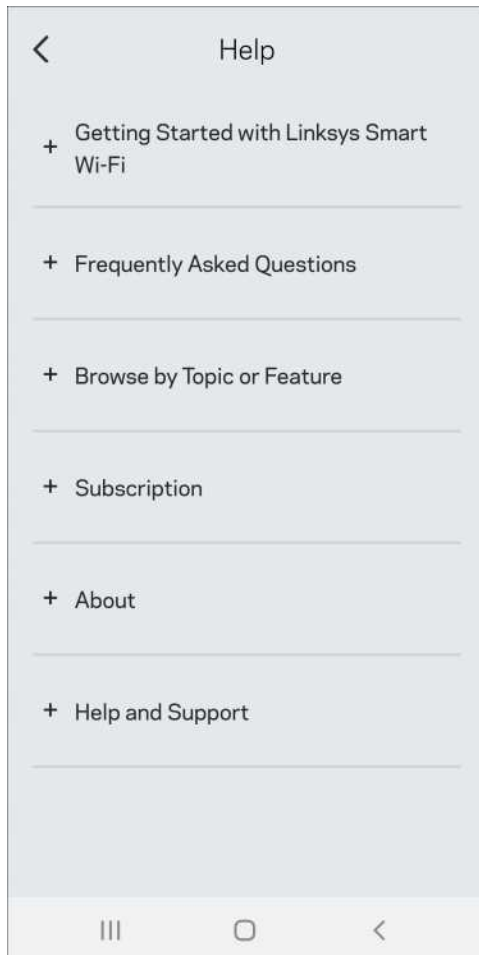 Help
+ Getting Started with Linksys Smart
Wi-Fi
+ Frequently Asked Questions
+ Browse by Topic or Feature
+ Subscription
+ About
+ Help and Support